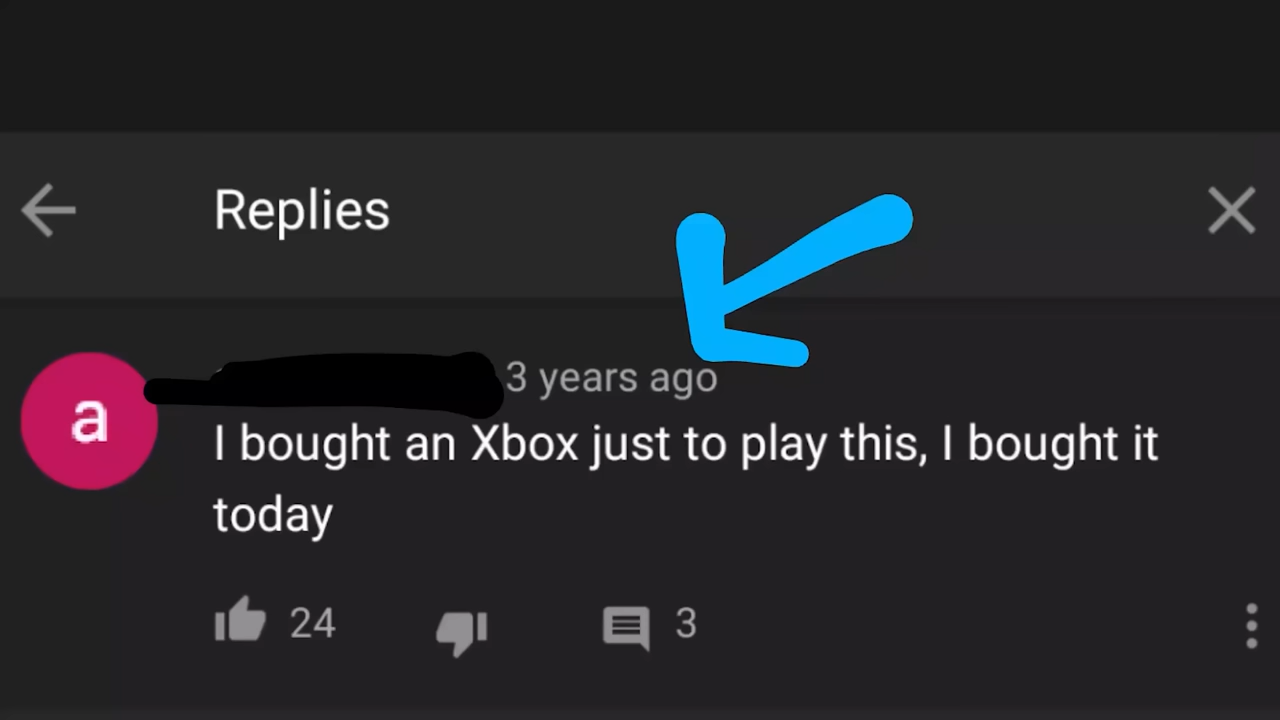 Replies
a
3 years ago
I bought an Xbox just to play this, I bought it
today
24
3